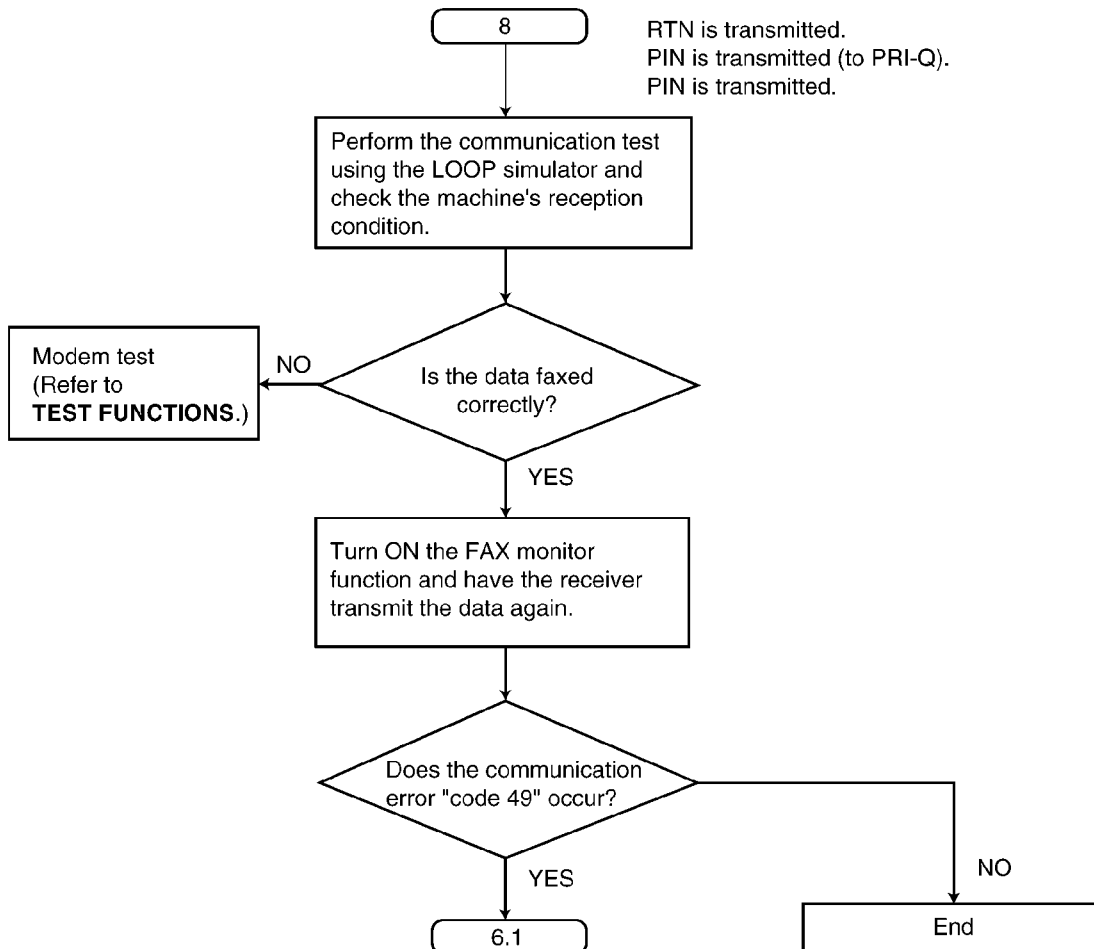 8
RTN is transmitted.
PIN is transmitted (to PRI-Q).
PIN is transmitted.
Perform the communication test
using the LOOP simulator and
check the machine's reception
condition.
Is the data faxed
correctly?
NO
Modem test
(Refer to
TEST FUNCTIONS.)
YES
Turn ON the FAX monitor
function and have the receiver
transmit the data again.
Does the communication
error "code 49" occur?
YES
NO
6.1
End